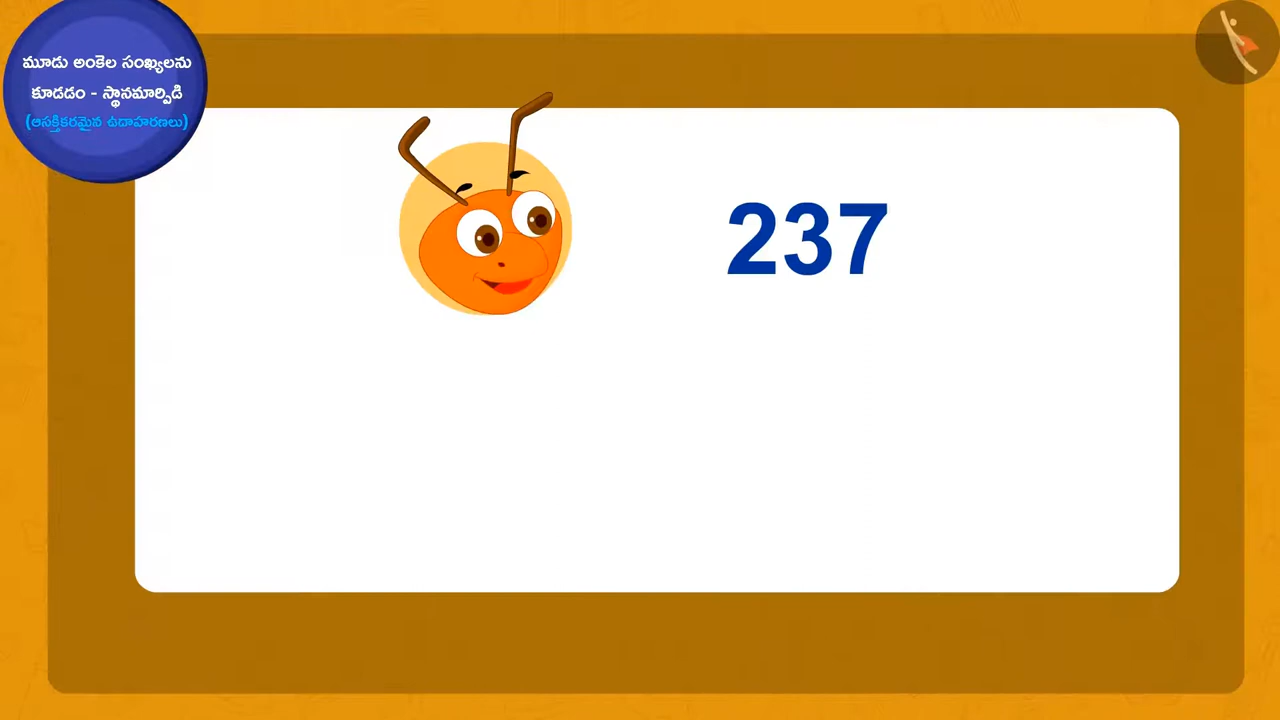 మూడు అంకెల సంఖ్యలను
కూడడం - స్థానమార్పిడి
(ఆసక్తికరమైన ఉదాహరణలు)
237